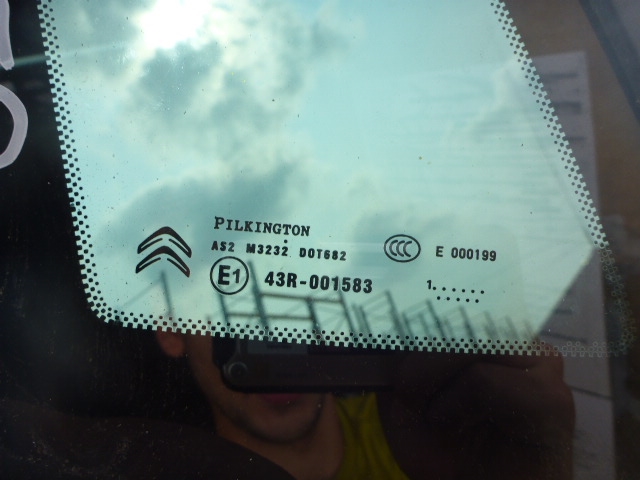 PILKINGTON
AS2 M3232 DOT682
CCC E 000199
E1 43R-001583
1......
......